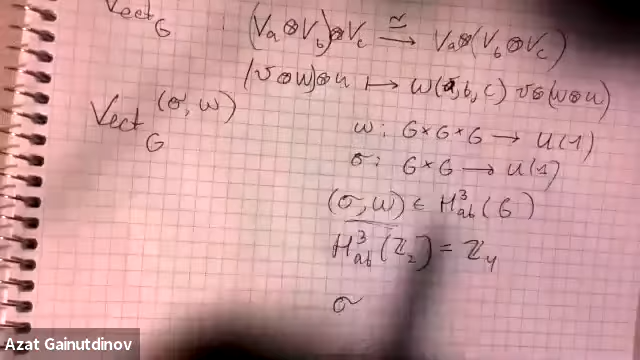 Vect_G (V_a⊗V_b)⊗V_c ≅→ V_a⊗(V_b⊗V_c)
(v⊗w)⊗u ↦ ω(a,b,c) v⊗(w⊗u)
Vect_G^(σ,ω)
ω: G×G×G → U(1)
σ: G×G → U(1)
(σ,ω) ∈ H^3_ab(G)
H^3_ab(ℤ_2) = ℤ_4
σ
Azat Gainutdinov